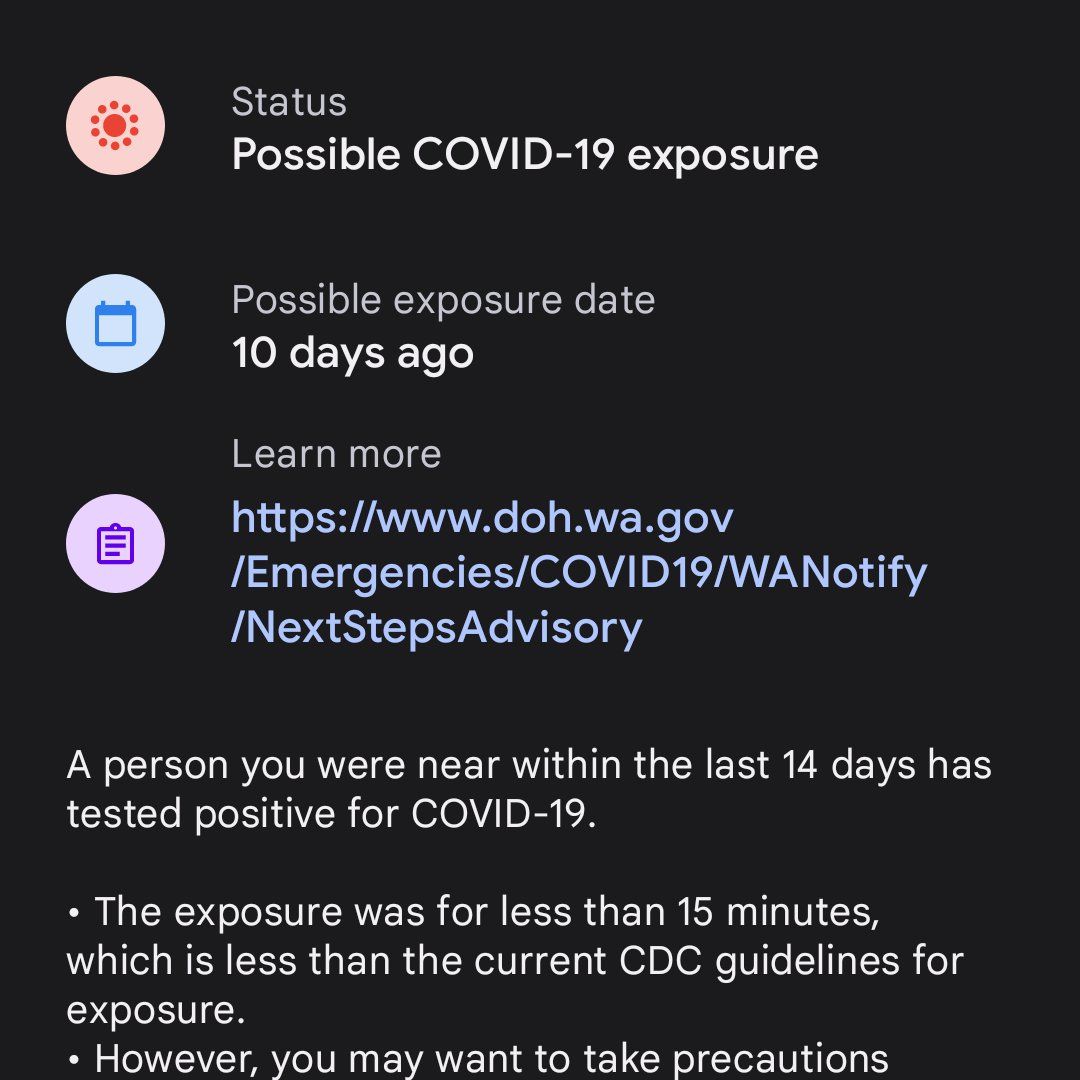 Status
Possible COVID-19 exposure
Possible exposure date
10 days ago
Learn more
https://www.doh.wa.gov
/Emergencies/COVID19/WANotify
/NextStepsAdvisory
A person you were near within the last 14 days has
tested positive for COVID-19.
• The exposure was for less than 15 minutes,
which is less than the current CDC guidelines for
exposure.
• However, you may want to take precautions